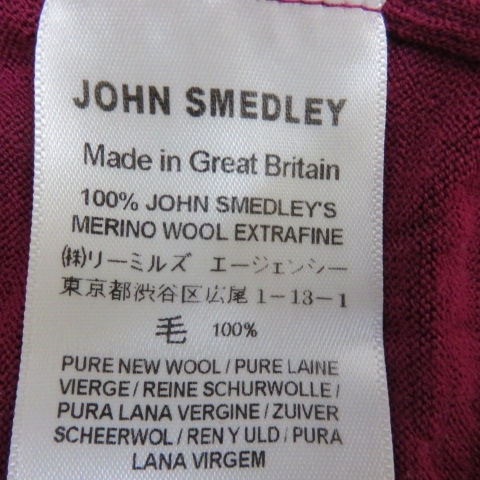 JOHN SMEDLEY
Made in Great Britain
100% JOHN SMEDLEY'S
MERINO WOOL EXTRAFINE
㈱リーミルズ エージェンシー
東京都渋谷区広尾 1-13-1
毛 100%
PURE NEW WOOL / PURE LAINE
VIERGE / REINE SCHURWOLLE /
PURA LANA VERGINE / ZUIVER
SCHEERWOL / REN Y ULD / PURA
LANA VIRGEM